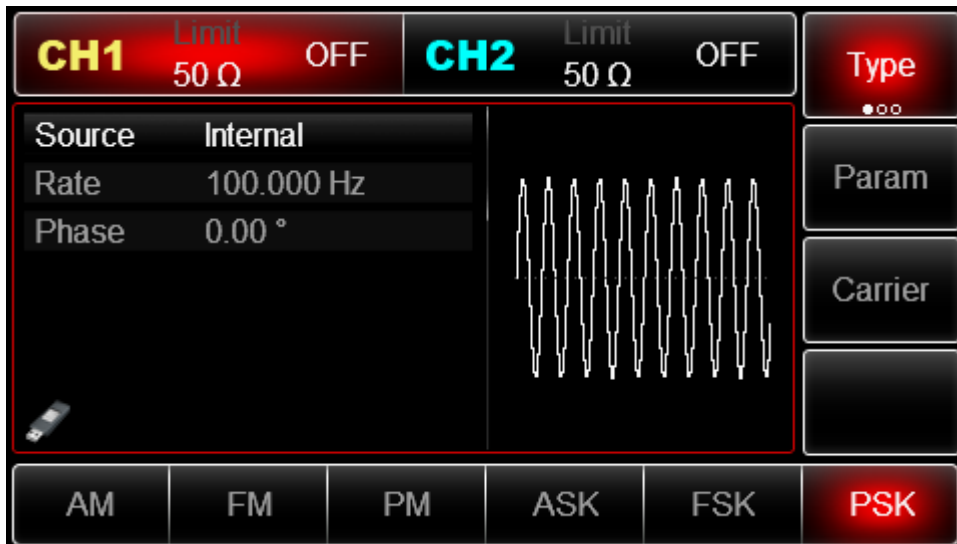 CH1 Limit 50 Ω OFF CH2 Limit 50 Ω OFF Type
Source Internal
Rate 100.000 Hz
Phase 0.00 °
Param
Carrier
AM FM PM ASK FSK PSK